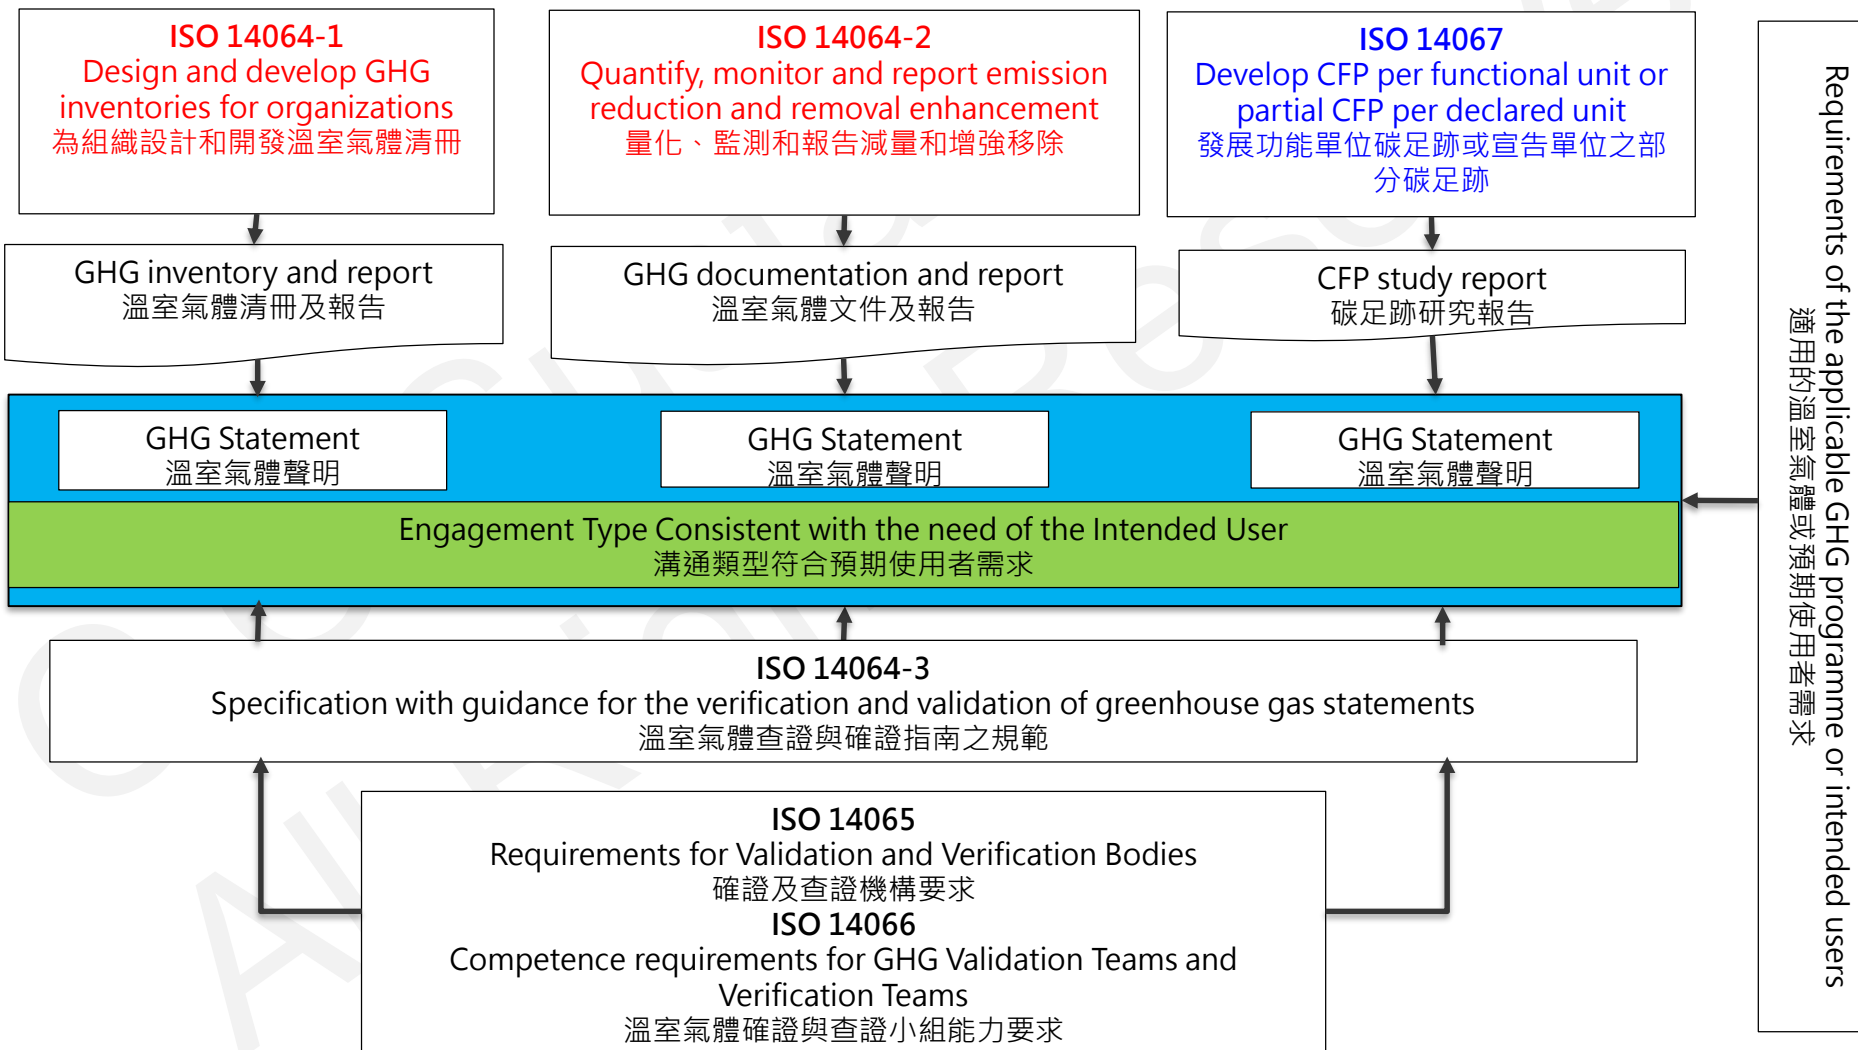 ISO 14064-1
Design and develop GHG
inventories for organizations
為組織設計和開發溫室氣體清冊
ISO 14064-2
Quantify, monitor and report emission
reduction and removal enhancement
量化、監測和報告減量和增強移除
ISO 14067
Develop CFP per functional unit or
partial CFP per declared unit
發展功能單位碳足跡或宣告單位之部
分碳足跡
GHG inventory and report
溫室氣體清冊及報告
GHG documentation and report
溫室氣體文件及報告
CFP study report
碳足跡研究報告
GHG Statement
溫室氣體聲明
GHG Statement
溫室氣體聲明
GHG Statement
溫室氣體聲明
Engagement Type Consistent with the need of the Intended User
溝通類型符合預期使用者需求
ISO 14064-3
Specification with guidance for the verification and validation of greenhouse gas statements
溫室氣體查證與確證指南之規範
ISO 14065
Requirements for Validation and Verification Bodies
確證及查證機構要求
ISO 14066
Competence requirements for GHG Validation Teams and
Verification Teams
溫室氣體確證與查證小組能力要求
Requirements of the applicable GHG programme or intended users
適用的溫室氣體或預期使用者需求